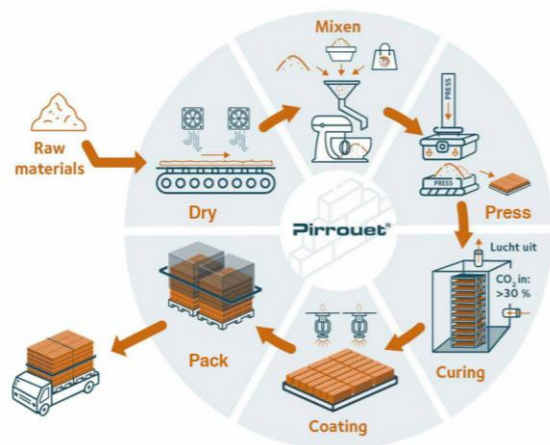 Mixen
Raw
materials
Dry
PRESS
PRESS
Press
Pirrouet®
Lucht uit
CO2 in:
>30 %
Curing
Pack
Coating